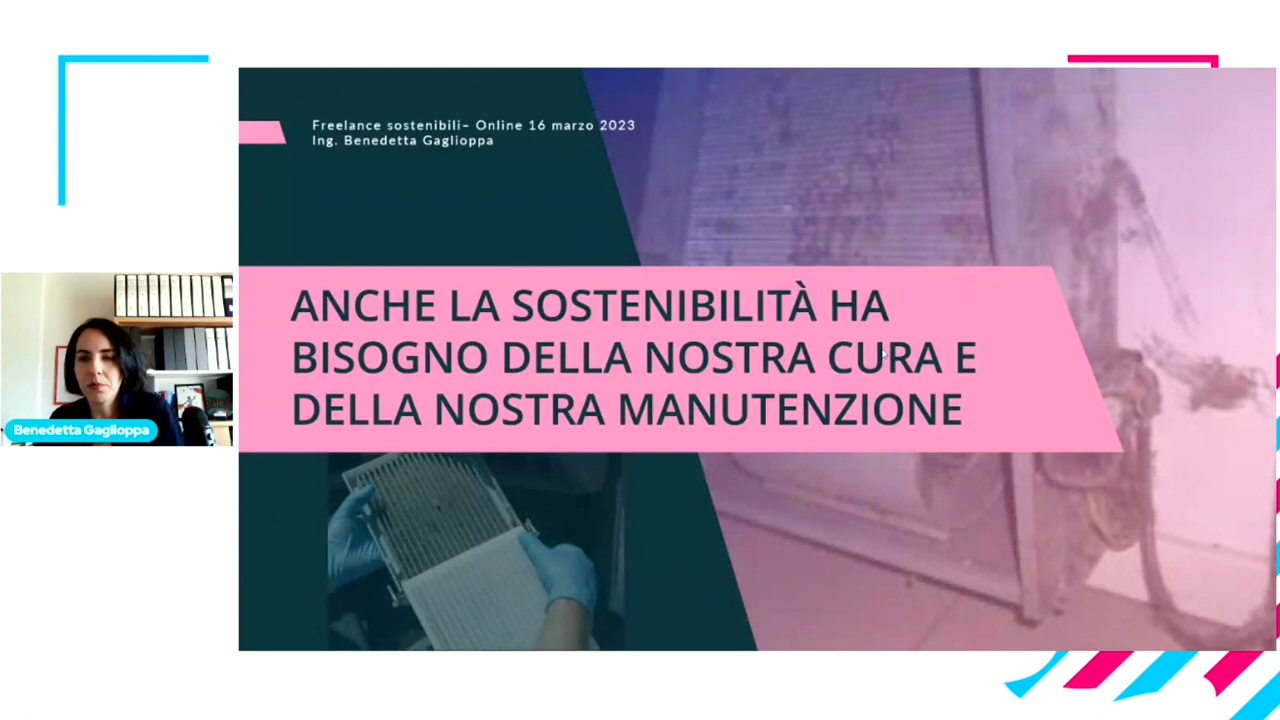 Freelance sostenibili– Online 16 marzo 2023
Ing. Benedetta Gaglioppa
ANCHE LA SOSTENIBILITÀ HA
BISOGNO DELLA NOSTRA CURA E
DELLA NOSTRA MANUTENZIONE
Benedetta Gaglioppa